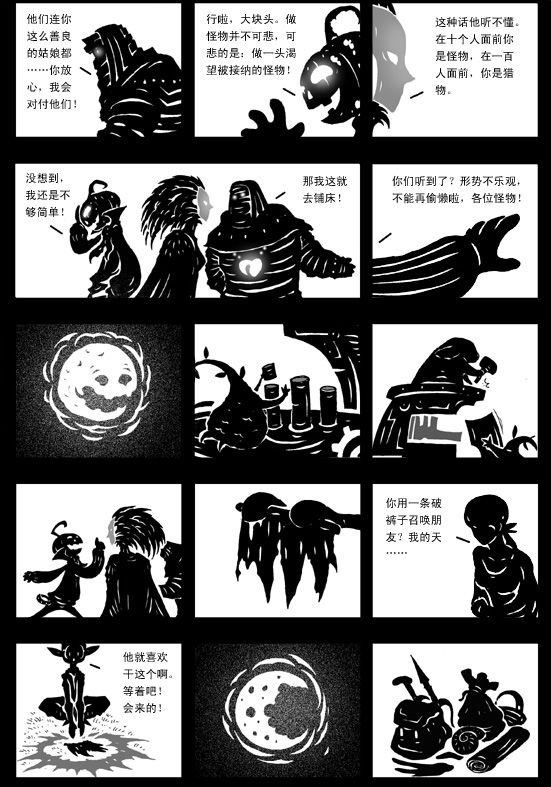 他们连你
这么善良
的姑娘都
……你放
心，我会
对付他们！
行啦，大块头。做
怪物并不可悲，可
悲的是：做一头渴
望被接纳的怪物！
这种话他听不懂。
在十个人面前你
是怪物，在一百
人面前，你是猎
物。
没想到，
我还是不
够简单！
那我这就
去铺床！
你们听到了？形势不乐观，
不能再偷懒啦，各位怪物！
你用一条破
裤子召唤朋
友？我的天
……
他就喜欢
干这个啊。
等着吧！
会来的！